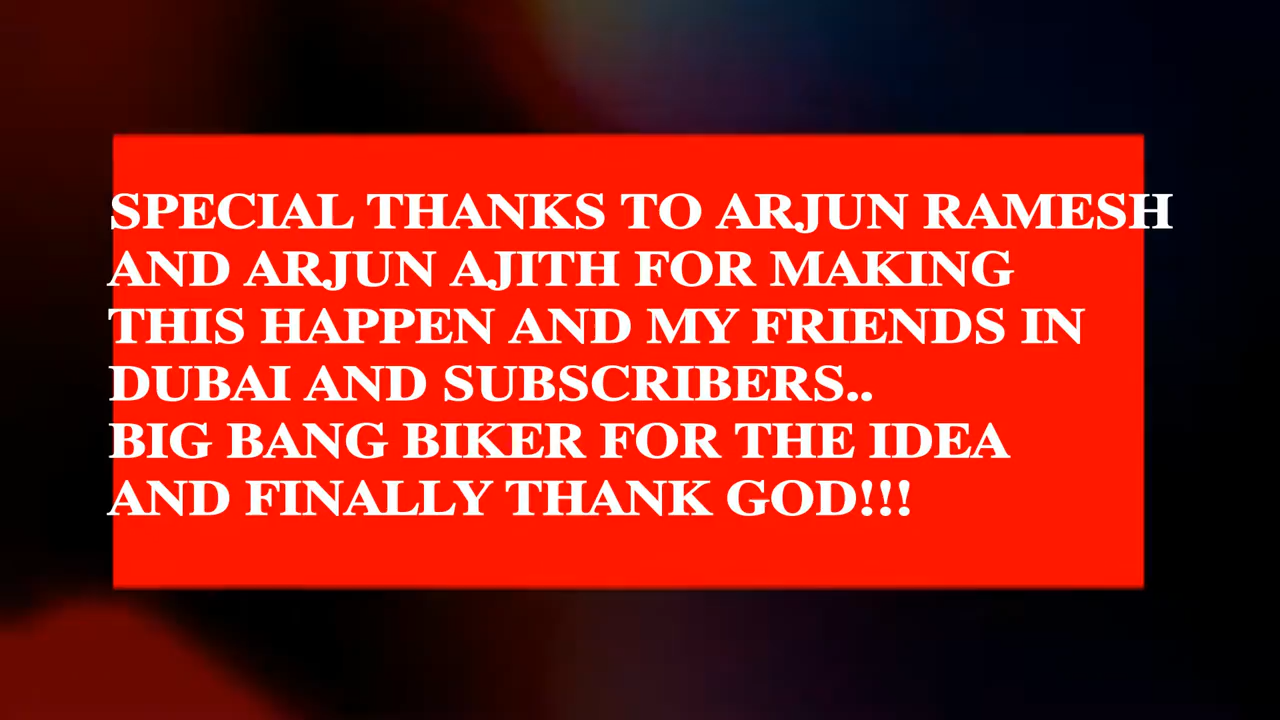 SPECIAL THANKS TO ARJUN RAMESH
AND ARJUN AJITH FOR MAKING
THIS HAPPEN AND MY FRIENDS IN
DUBAI AND SUBSCRIBERS..
BIG BANG BIKER FOR THE IDEA
AND FINALLY THANK GOD!!!